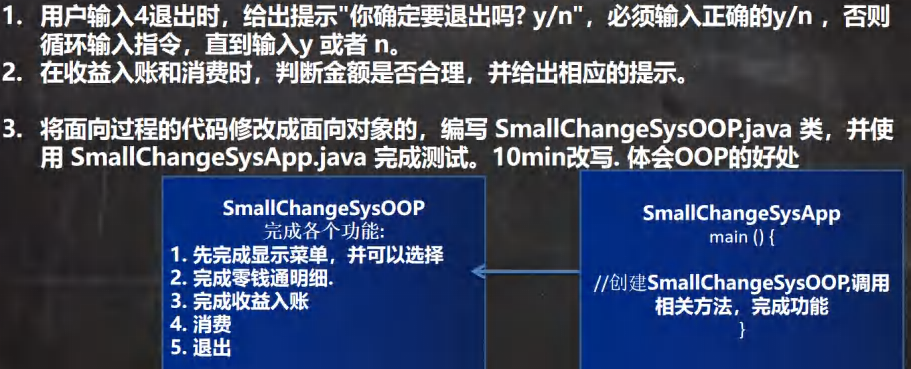 1. 用户输入4退出时，给出提示"你确定要退出吗? y/n"，必须输入正确的y/n ，否则
循环输入指令，直到输入y 或者 n。
2. 在收益入账和消费时，判断金额是否合理，并给出相应的提示。
3. 将面向过程的代码修改成面向对象的，编写 SmallChangeSysOOP.java 类，并使
用 SmallChangeSysApp.java 完成测试。10min改写. 体会OOP的好处
SmallChangeSysOOP
完成各个功能:
1. 先完成显示菜单，并可以选择
2. 完成零钱通明细.
3. 完成收益入账
4. 消费
5. 退出
SmallChangeSysApp
main () {
//创建SmallChangeSysOOP,调用
相关方法，完成功能
}